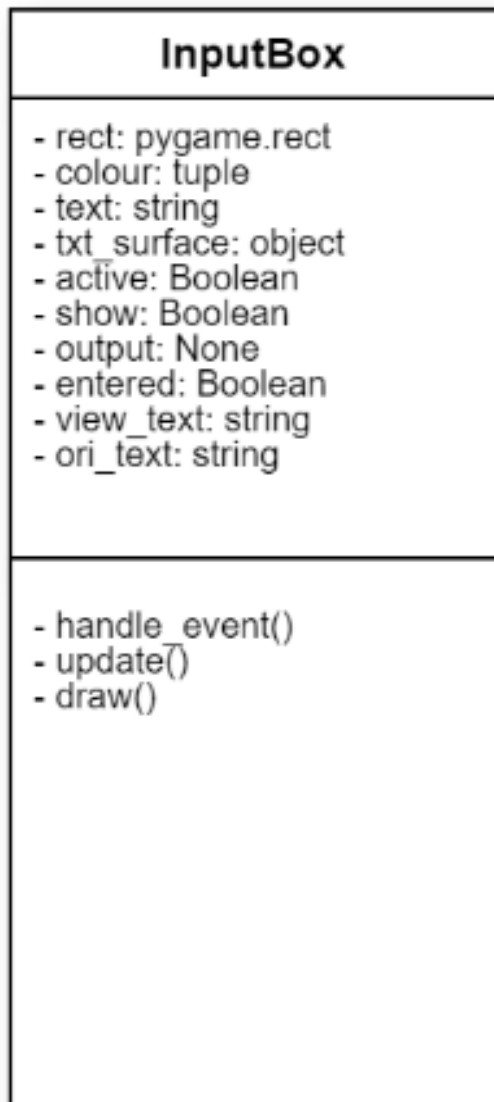 InputBox
- rect: pygame.rect
- colour: tuple
- text: string
- txt_surface: object
- active: Boolean
- show: Boolean
- output: None
- entered: Boolean
- view_text: string
- ori_text: string
- handle_event()
- update()
- draw()